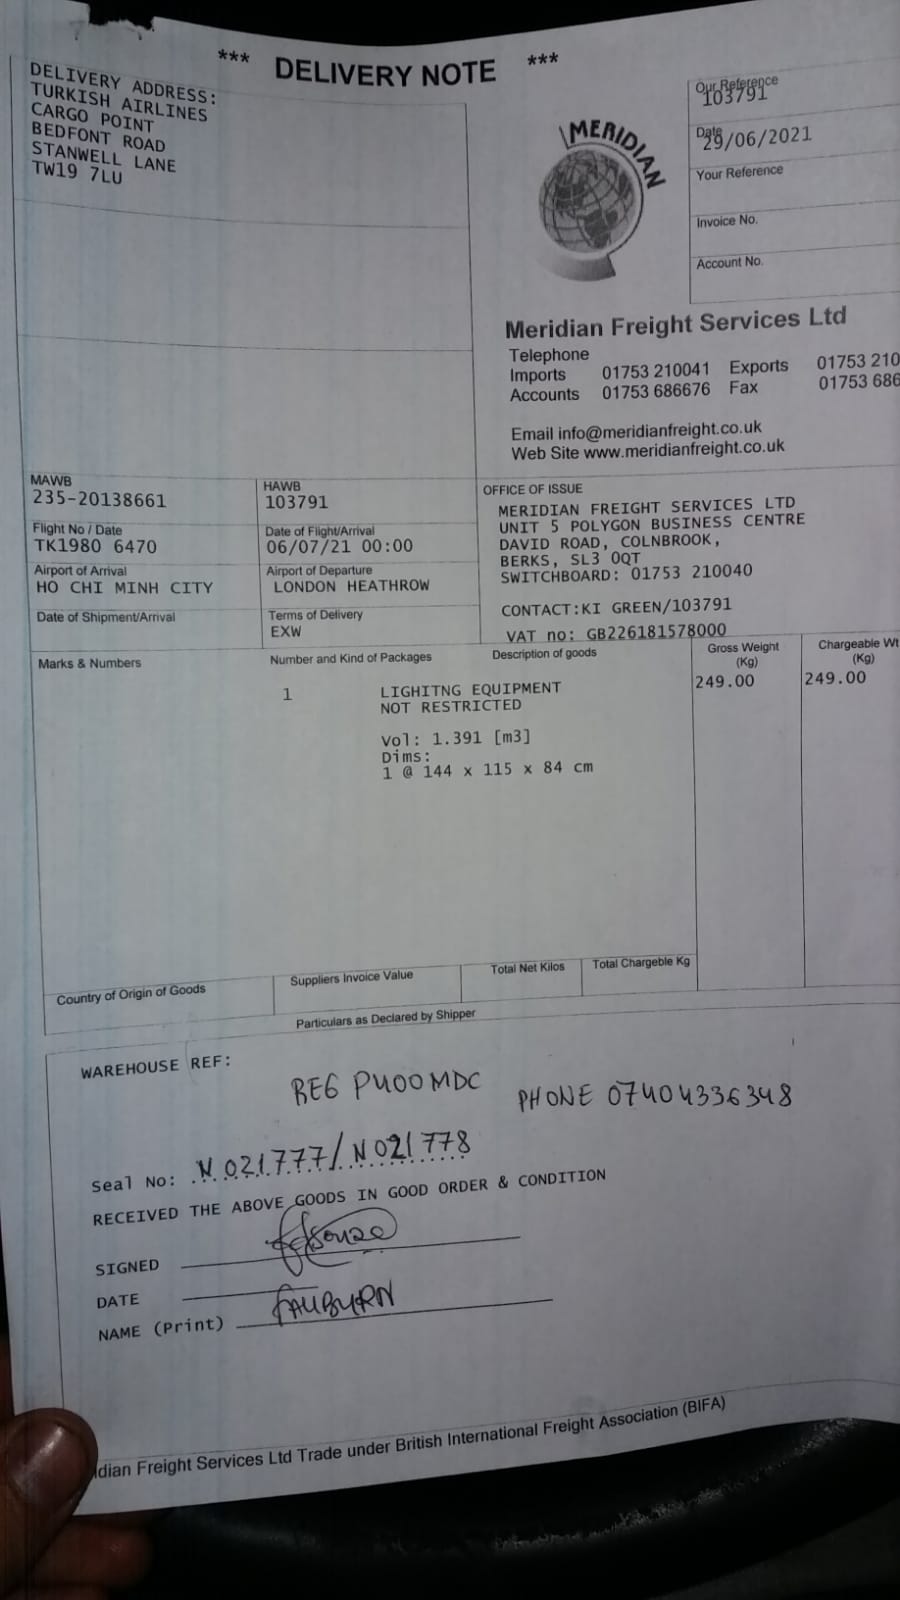 *** DELIVERY NOTE ***
DELIVERY ADDRESS:
TURKISH AIRLINES
CARGO POINT
BEDFONT ROAD
STANWELL LANE
TW19 7LU
MERIDIAN
Our Reference
103791
Date
29/06/2021
Your Reference
Invoice No.
Account No.
Meridian Freight Services Ltd
Telephone
Imports 01753 210041 Exports 01753 210
Accounts 01753 686676 Fax 01753 686
Email info@meridianfreight.co.uk
Web Site www.meridianfreight.co.uk
MAWB
235-20138661
HAWB
103791
Flight No / Date
TK1980 6470
Date of Flight/Arrival
06/07/21 00:00
Airport of Arrival
HO CHI MINH CITY
Airport of Departure
LONDON HEATHROW
Date of Shipment/Arrival
Terms of Delivery
EXW
OFFICE OF ISSUE
MERIDIAN FREIGHT SERVICES LTD
UNIT 5 POLYGON BUSINESS CENTRE
DAVID ROAD, COLNBROOK,
BERKS, SL3 0QT
SWITCHBOARD: 01753 210040
CONTACT:KI GREEN/103791
VAT no: GB226181578000
Marks & Numbers Number and Kind of Packages Description of goods Gross Weight (Kg) Chargeable Wt (Kg)
1 LIGHITNG EQUIPMENT 249.00 249.00
NOT RESTRICTED
Vol: 1.391 [m3]
Dims:
1 @ 144 x 115 x 84 cm
Country of Origin of Goods Suppliers Invoice Value Total Net Kilos Total Chargeble Kg
Particulars as Declared by Shipper
WAREHOUSE REF:
REG P400MDC PHONE 07404336348
Seal No: N021777/N021778
RECEIVED THE ABOVE GOODS IN GOOD ORDER & CONDITION
SIGNED
DATE
NAME (Print)
dian Freight Services Ltd Trade under British International Freight Association (BIFA)